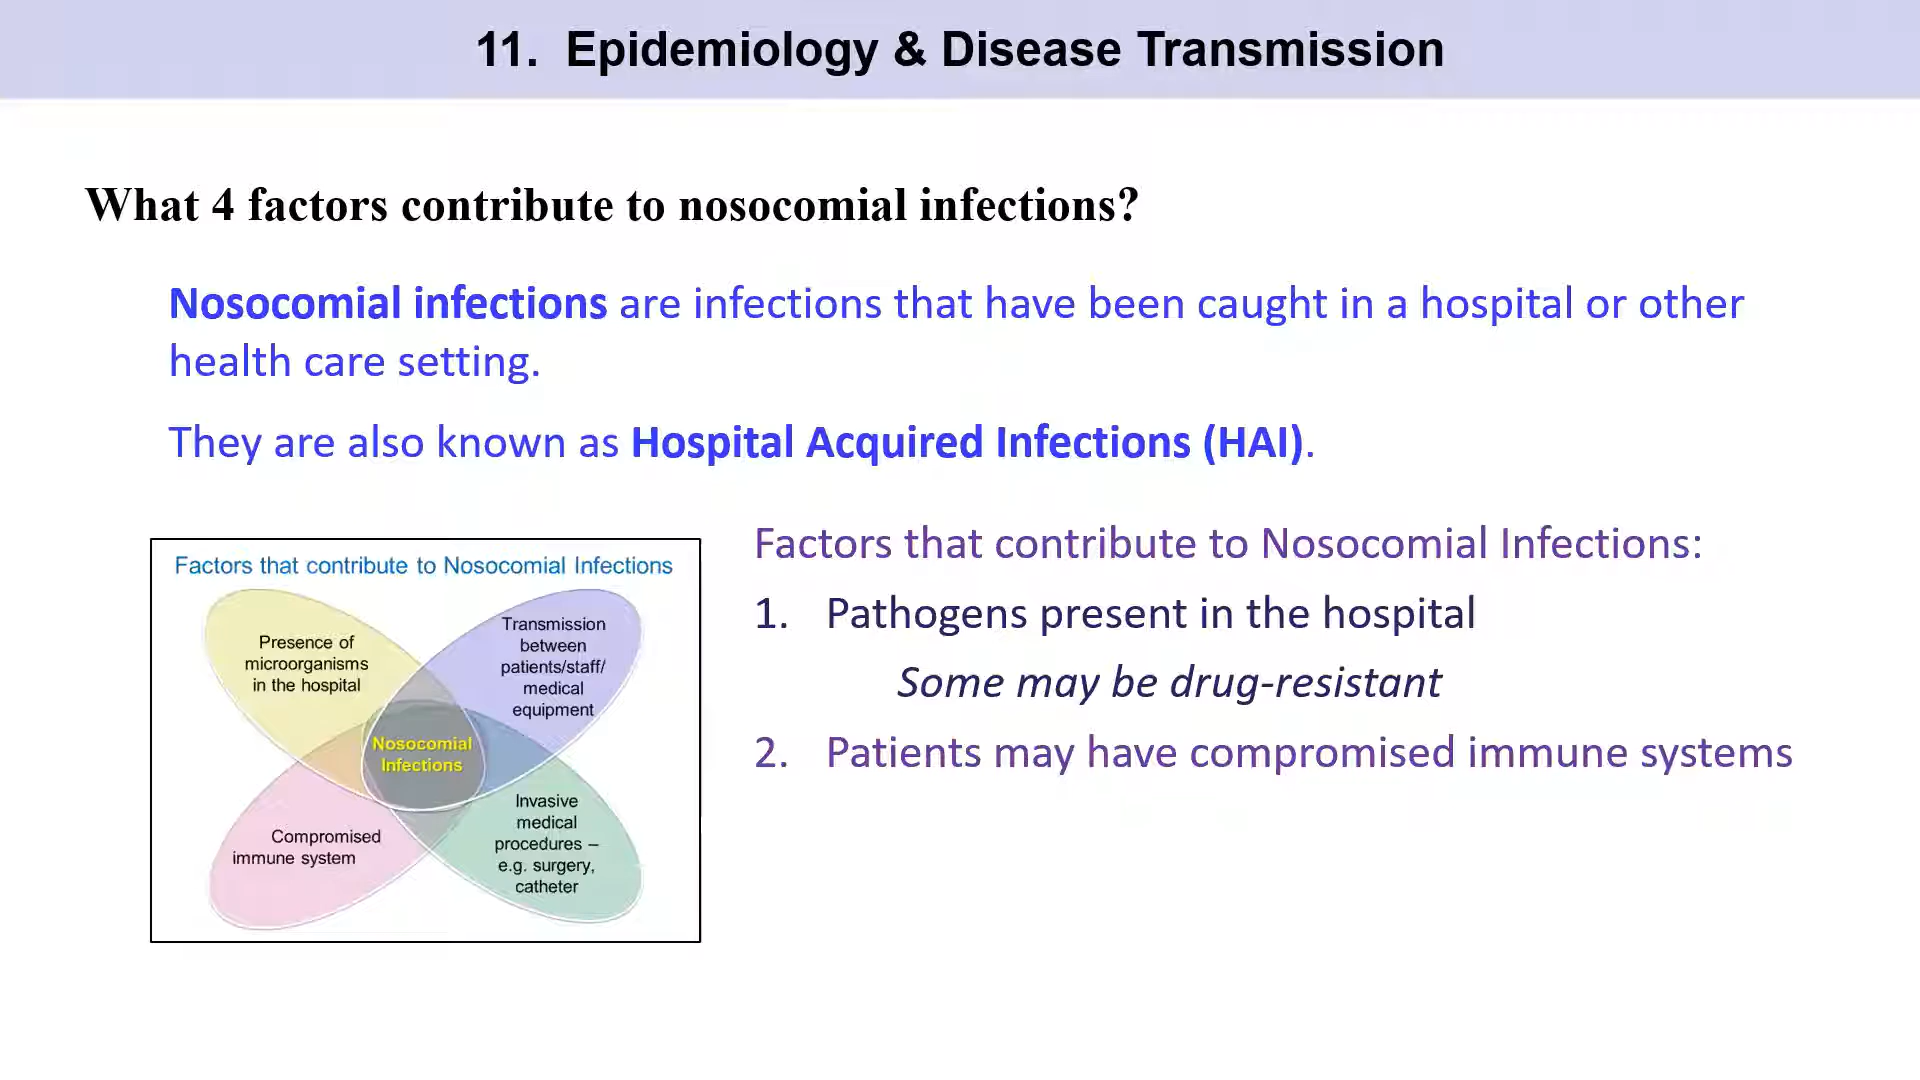 11. Epidemiology & Disease Transmission
What 4 factors contribute to nosocomial infections?
Nosocomial infections are infections that have been caught in a hospital or other
health care setting.
They are also known as Hospital Acquired Infections (HAI).
Factors that contribute to Nosocomial Infections
Presence of
microorganisms
in the hospital
Transmission
between
patients/staff/
medical
equipment
Nosocomial
Infections
Compromised
immune system
Invasive
medical
procedures –
e.g. surgery,
catheter
Factors that contribute to Nosocomial Infections:
1. Pathogens present in the hospital
Some may be drug-resistant
2. Patients may have compromised immune systems